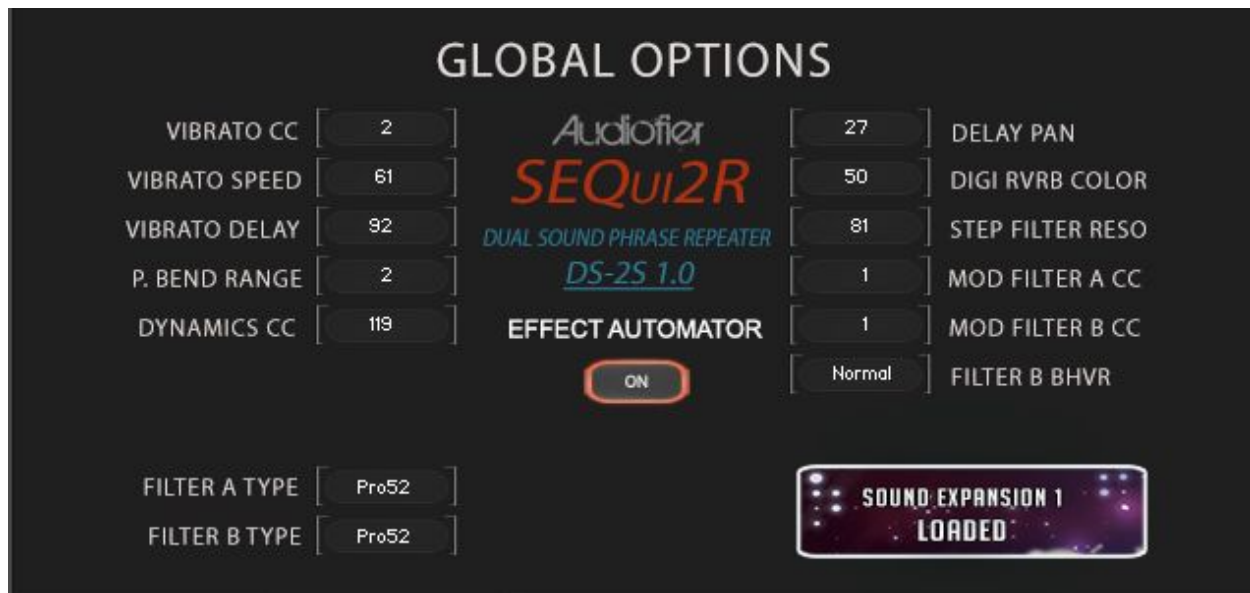 GLOBAL OPTIONS
VIBRATO CC 2
VIBRATO SPEED 61
VIBRATO DELAY 92
P. BEND RANGE 2
DYNAMICS CC 119
Audiofier
SEQui2R
DUAL SOUND PHRASE REPEATER
DS-2S 1.0
EFFECT AUTOMATOR
ON
27 DELAY PAN
50 DIGI RVRB COLOR
81 STEP FILTER RESO
1 MOD FILTER A CC
1 MOD FILTER B CC
Normal FILTER B BHVR
FILTER A TYPE Pro52
FILTER B TYPE Pro52
SOUND EXPANSION 1
LOADED